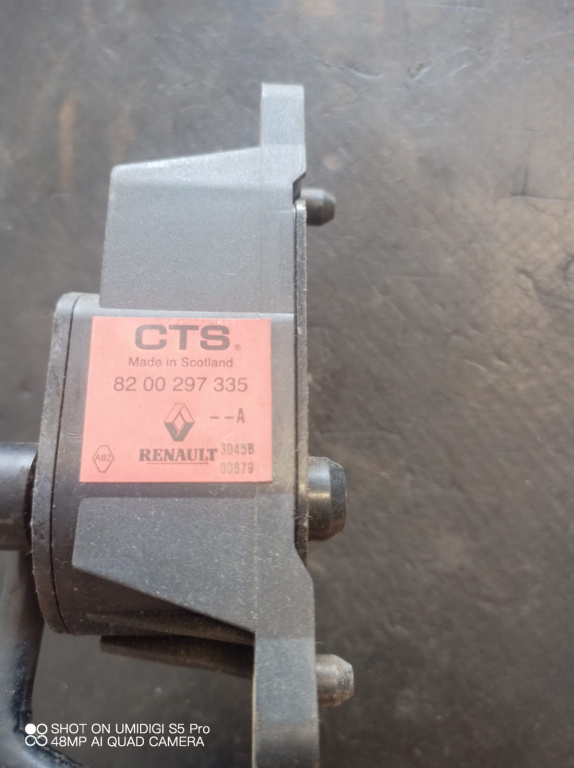 CTS®
Made in Scotland
82 00 297 335
--A
RENAULT 3045B
A82 00679
SHOT ON UMIDIGI S5 Pro
48MP AI QUAD CAMERA